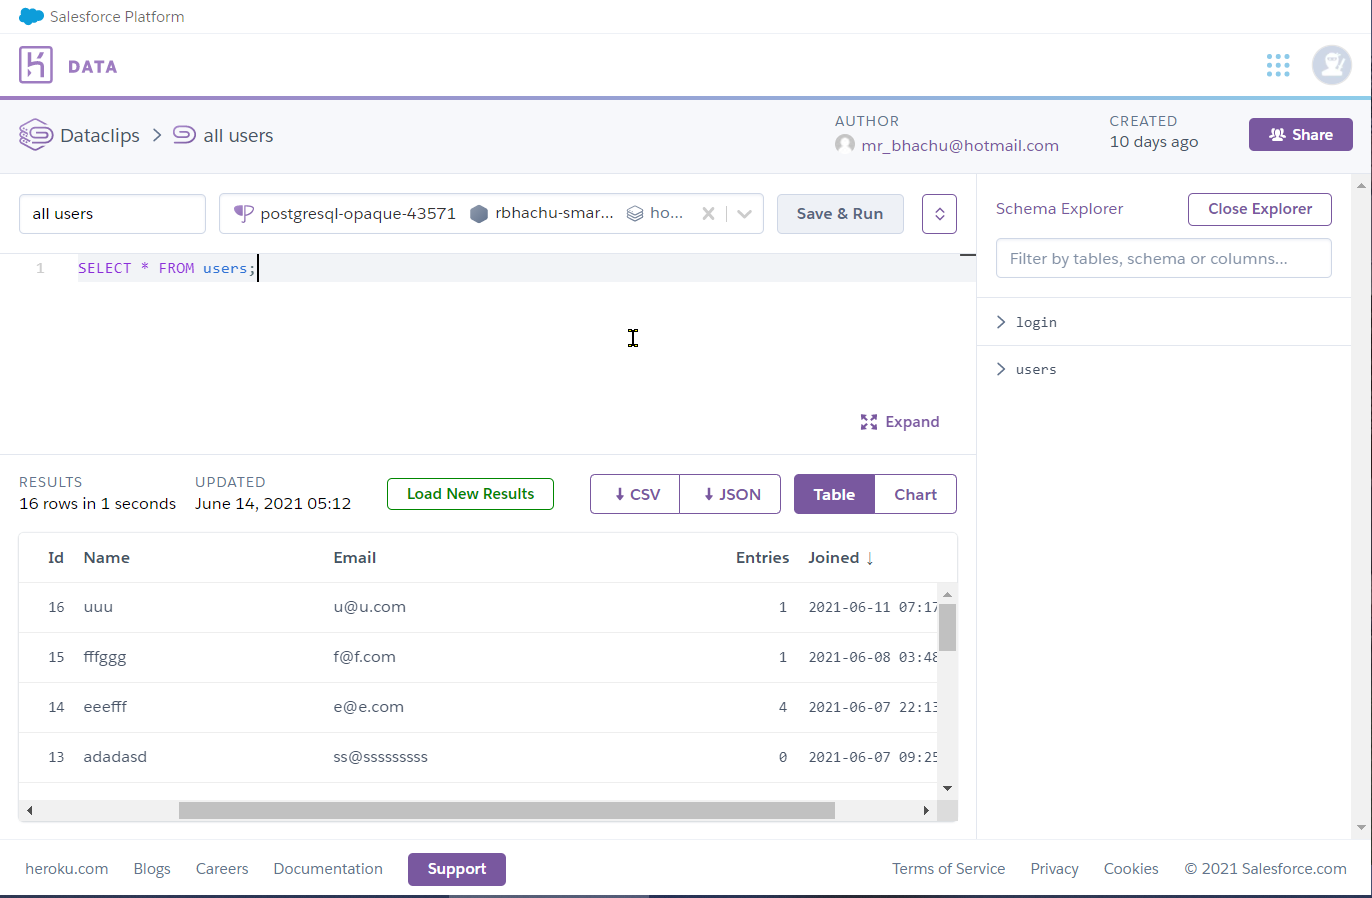 Salesforce Platform
DATA
Dataclips > all users
AUTHOR
mr_bhachu@hotmail.com
CREATED
10 days ago
Share
all users
postgresql-opaque-43571 rbhachu-smar... ho...
Save & Run
Schema Explorer
Close Explorer
Filter by tables, schema or columns...
login
users
1 SELECT * FROM users;
Expand
RESULTS
16 rows in 1 seconds
UPDATED
June 14, 2021 05:12
Load New Results
CSV
JSON
Table
Chart
Id Name Email Entries Joined ↓
16 uuu u@u.com 1 2021-06-11 07:17
15 fffggg f@f.com 1 2021-06-08 03:48
14 eeefff e@e.com 4 2021-06-07 22:13
13 adadasd ss@sssssssss 0 2021-06-07 09:25
heroku.com Blogs Careers Documentation Support Terms of Service Privacy Cookies © 2021 Salesforce.com